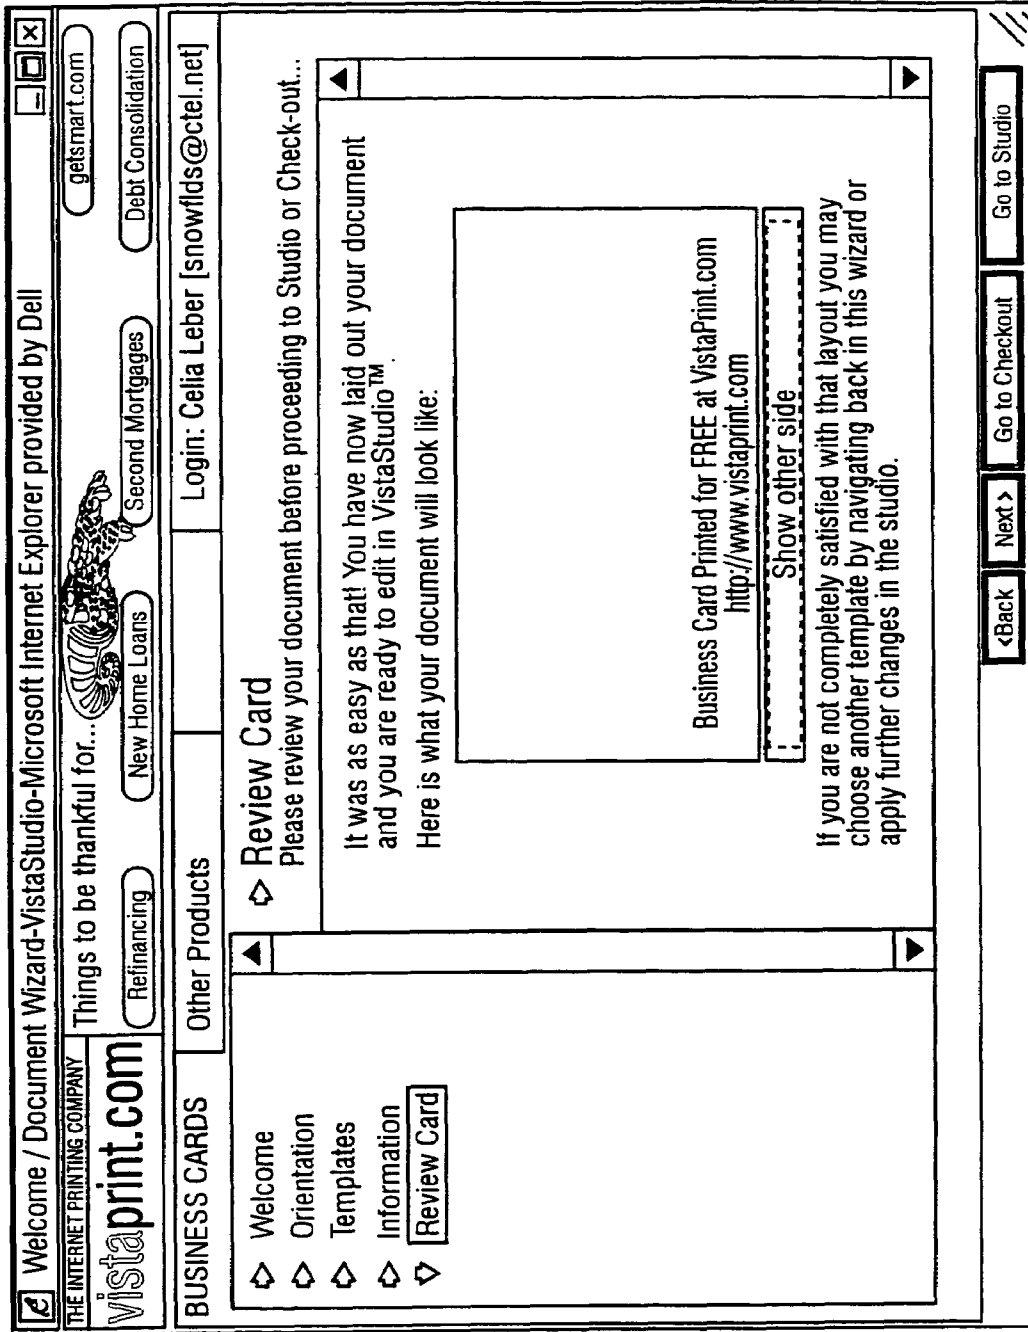 Welcome / Document Wizard-VistaStudio-Microsoft Internet Explorer provided by Dell
THE INTERNET PRINTING COMPANY
vistaprint.com
Things to be thankful for...
getsmart.com
Refinancing
New Home Loans
Second Mortgages
Debt Consolidation
BUSINESS CARDS
Other Products
Login: Celia Leber [snowflds@ctel.net]
Welcome
Orientation
Templates
Information
Review Card
Review Card
Please review your document before proceeding to Studio or Check-out...
It was as easy as that! You have now laid out your document
and you are ready to edit in VistaStudio™.
Here is what your document will look like:
Business Card Printed for FREE at VistaPrint.com
http://www.vistaprint.com
Show other side
If you are not completely satisfied with that layout you may
choose another template by navigating back in this wizard or
apply further changes in the studio.
<Back
Next>
Go to Checkout
Go to Studio